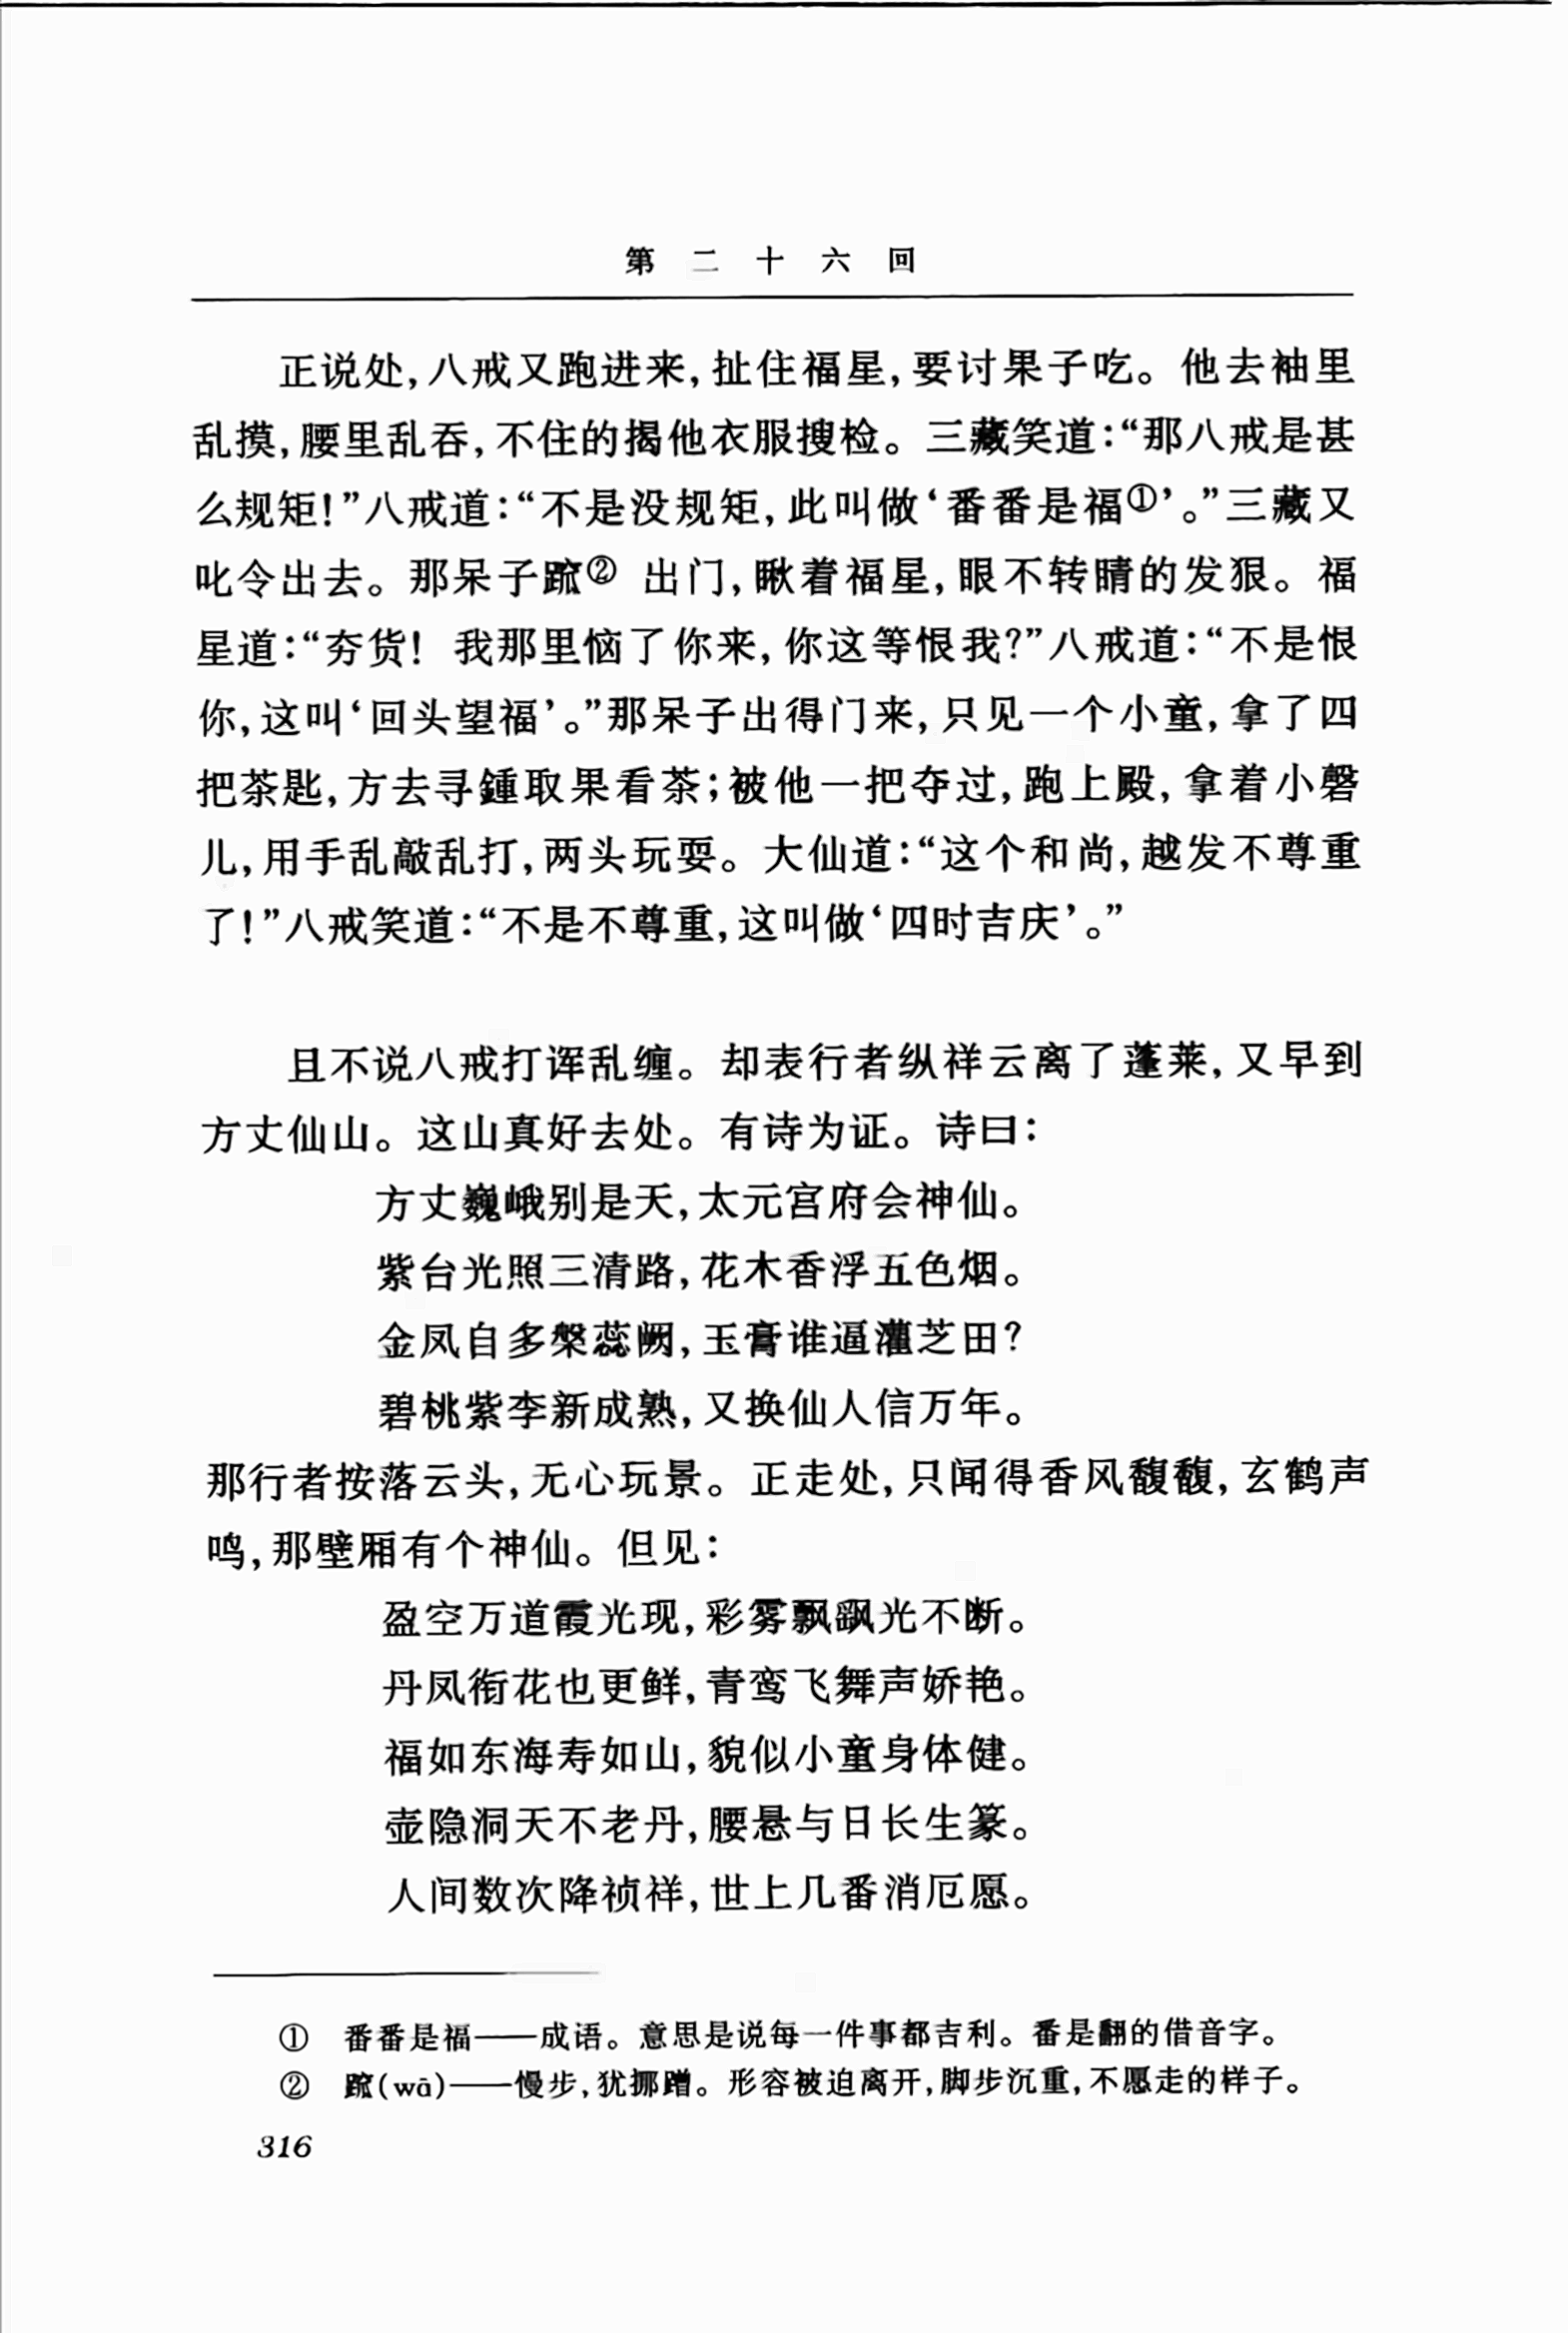 第二十六回
正说处,八戒又跑进来,扯住福星,要讨果子吃。他去袖里
乱摸,腰里乱吞,不住的揭他衣服搜检。三藏笑道:“那八戒是甚
么规矩!”八戒道:“不是没规矩,此叫做‘番番是福①’。”三藏又
叱令出去。那呆子②出门,瞅着福星,眼不转睛的发狠。福
星道:“夯货! 我那里恼了你来,你这等恨我?”八戒道:“不是恨
你,这叫‘回头望福’。”那呆子出得门来,只见一个小童,拿了四
把茶匙,方去寻鍾取果看茶;被他一把夺过,跑上殿,拿着小磬
儿,用手乱敲乱打,两头玩耍。大仙道:“这个和尚,越发不尊重
了!”八戒笑道:“不是不尊重,这叫做‘四时吉庆’。”
且不说八戒打诨乱缠。却表行者纵祥云离了蓬莱,又早到
方丈仙山。这山真好去处。有诗为证。诗曰:
方丈巍峨别是天,太元宫府会神仙。
紫台光照三清路,花木香浮五色烟。
金凤自多槃蕊阙,玉膏谁逼灌芝田?
碧桃紫李新成熟,又换仙人信万年。
那行者按落云头,无心玩景。正走处,只闻得香风馥馥,玄鹤声
鸣,那壁厢有个神仙。但见:
盈空万道霞光现,彩雾飘飖光不断。
丹凤衔花也更鲜,青鸾飞舞声娇艳。
福如东海寿如山,貌似小童身体健。
壶隐洞天不老丹,腰悬与日长生篆。
人间数次降祯祥,世上几番消厄愿。
① 番番是福——成语。意思是说每一件事都吉利。番是翻的借音字。
② (wā)——慢步,犹挪蹭。形容被迫离开,脚步沉重,不愿走的样子。
316